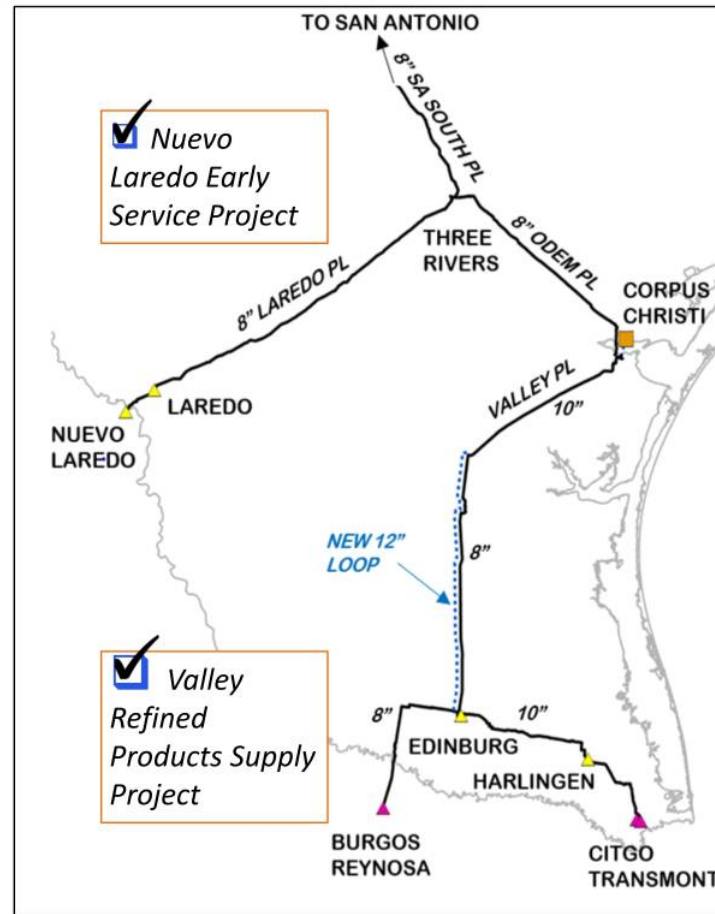 TO SAN ANTONIO
8" SA SOUTH PL
Nuevo
Laredo Early
Service Project
THREE
RIVERS
8" ODEM PL
CORPUS
CHRISTI
8" LAREDO PL
LAREDO
NUEVO
LAREDO
VALLEY PL
10"
NEW 12"
LOOP
8"
Valley
Refined
Products Supply
Project
8"
10"
EDINBURG
HARLINGEN
BURGOS
REYNOSA
CITGO
TRANSMONT